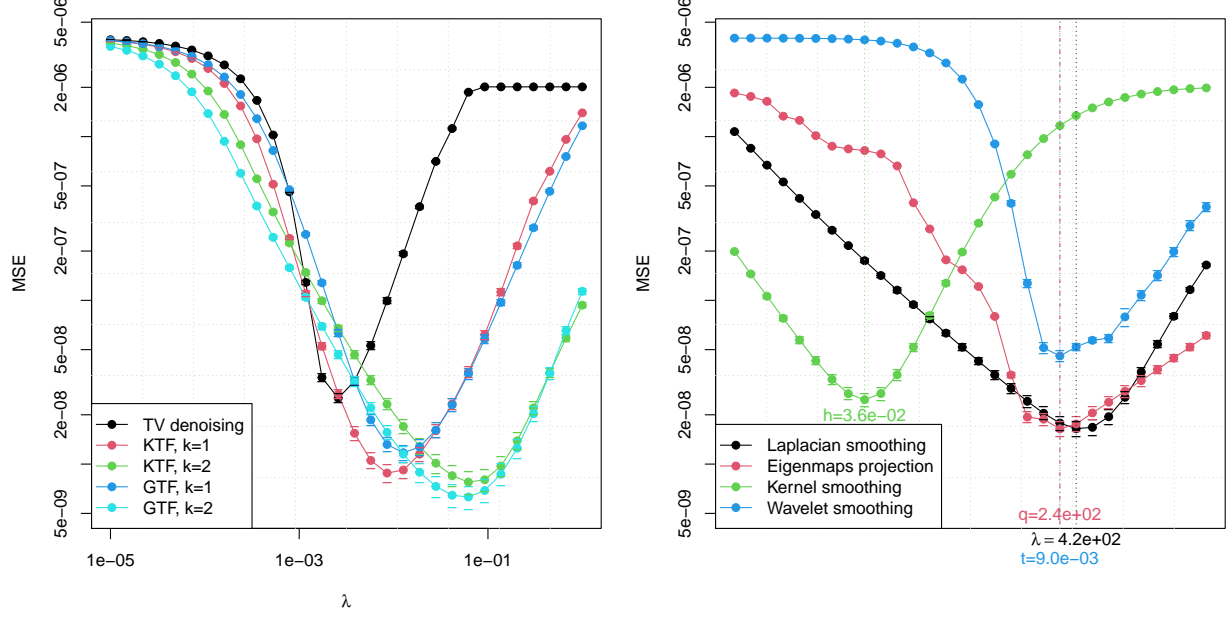 MSE
5e−06
2e−06
5e−07
2e−07
5e−08
2e−08
5e−09
TV denoising
KTF, k=1
KTF, k=2
GTF, k=1
GTF, k=2
1e−05
1e−03
1e−01
λ
MSE
5e−06
2e−06
5e−07
2e−07
5e−08
2e−08
5e−09
h=3.6e−02
Laplacian smoothing
Eigenmaps projection
Kernel smoothing
Wavelet smoothing
q=2.4e+02
λ = 4.2e+02
t=9.0e−03